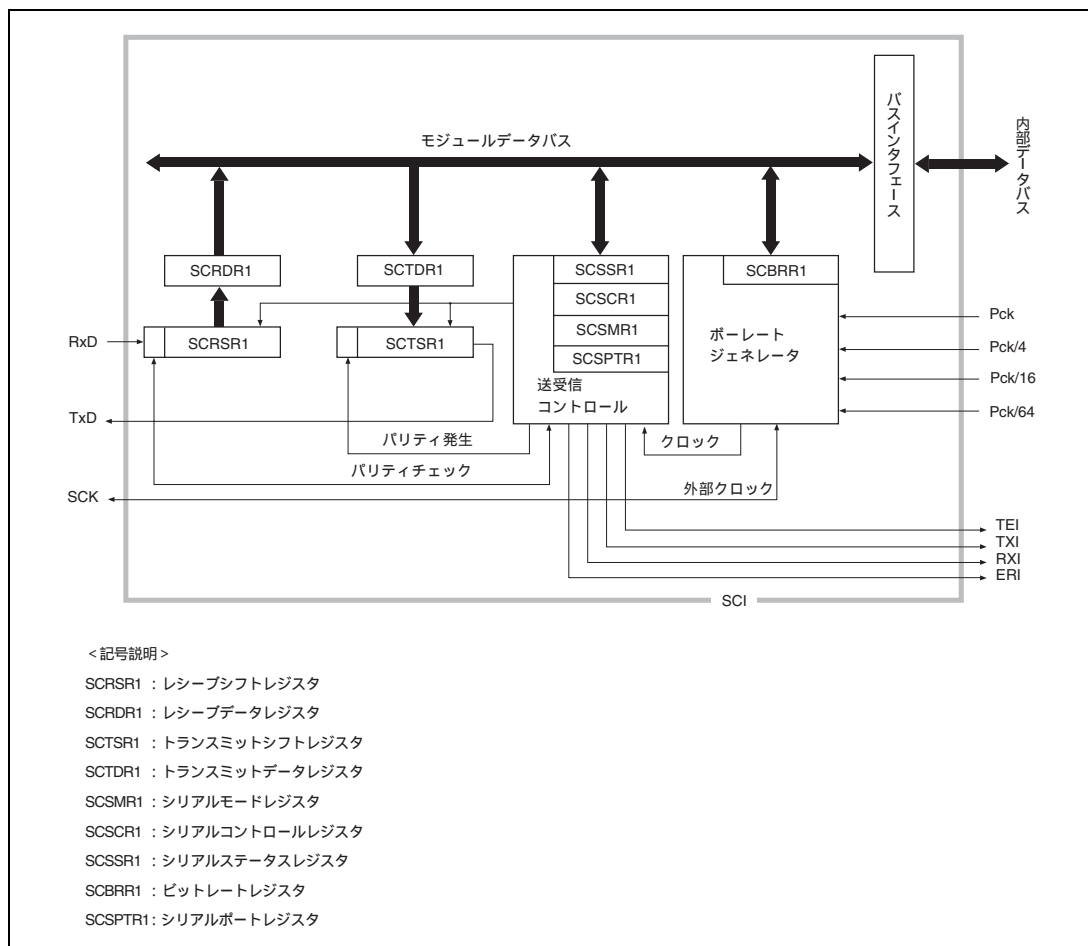 モジュールデータバス
バスインタフェース
内部データバス
SCRDR1
SCTDR1
SCSSR1
SCSCR1
SCSMR1
SCSPTR1
送受信
コントロール
SCBRR1
ボーレート
ジェネレータ
RxD
SCRSR1
SCTSR1
Pck
Pck/4
Pck/16
Pck/64
TxD
パリティ発生
クロック
パリティチェック
SCK
外部クロック
TEI
TXI
RXI
ERI
SCI
<記号説明>
SCRSR1 :レシーブシフトレジスタ
SCRDR1 :レシーブデータレジスタ
SCTSR1 :トランスミットシフトレジスタ
SCTDR1 :トランスミットデータレジスタ
SCSMR1 :シリアルモードレジスタ
SCSCR1 :シリアルコントロールレジスタ
SCSSR1 :シリアルステータスレジスタ
SCBRR1 :ビットレートレジスタ
SCSPTR1:シリアルポートレジスタ